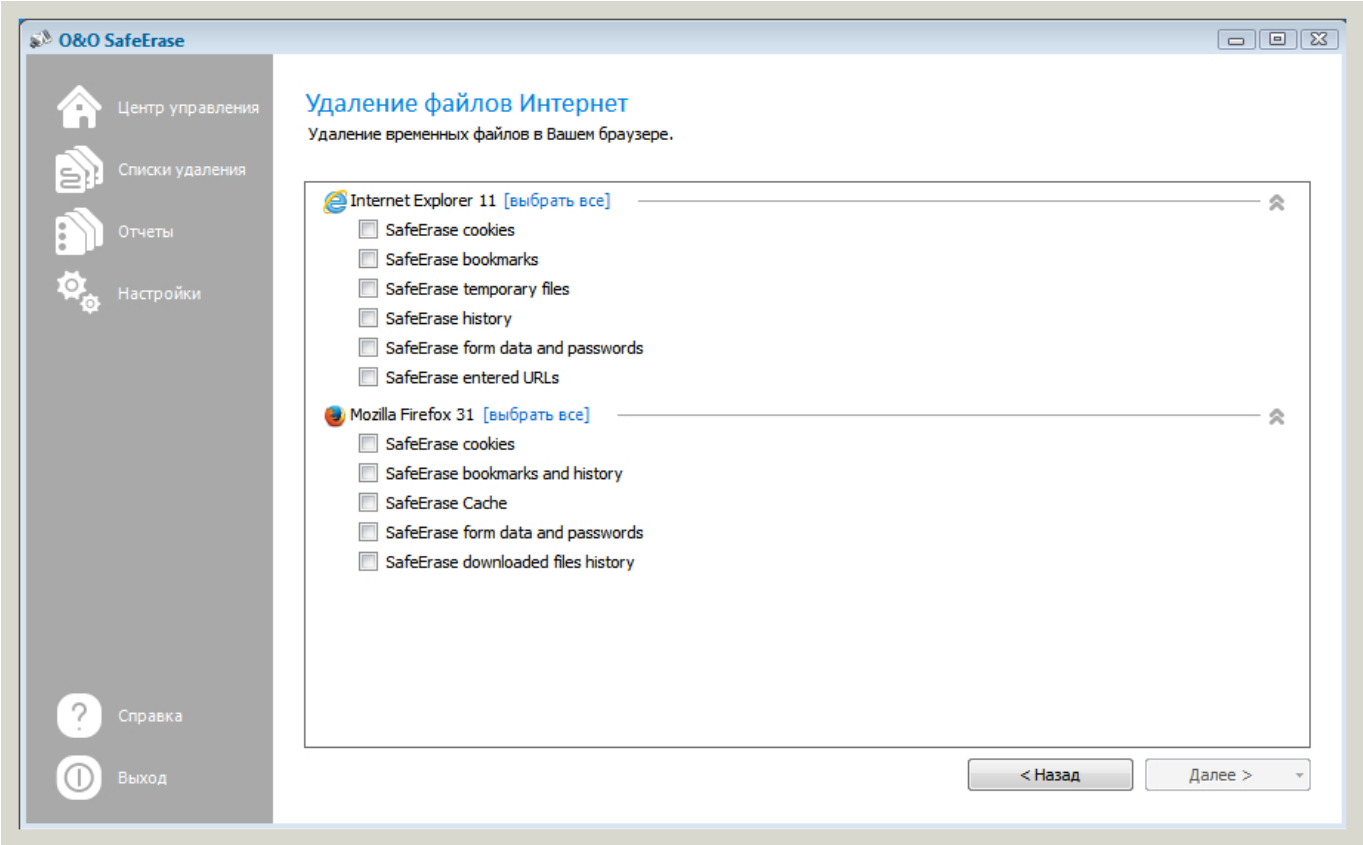 O&O SafeErase
Центр управления
Списки удаления
Отчеты
Настройки
Справка
Выход
Удаление файлов Интернет
Удаление временных файлов в Вашем браузере.
Internet Explorer 11 [выбрать все]
SafeErase cookies
SafeErase bookmarks
SafeErase temporary files
SafeErase history
SafeErase form data and passwords
SafeErase entered URLs
Mozilla Firefox 31 [выбрать все]
SafeErase cookies
SafeErase bookmarks and history
SafeErase Cache
SafeErase form data and passwords
SafeErase downloaded files history
< Назад
Далее >